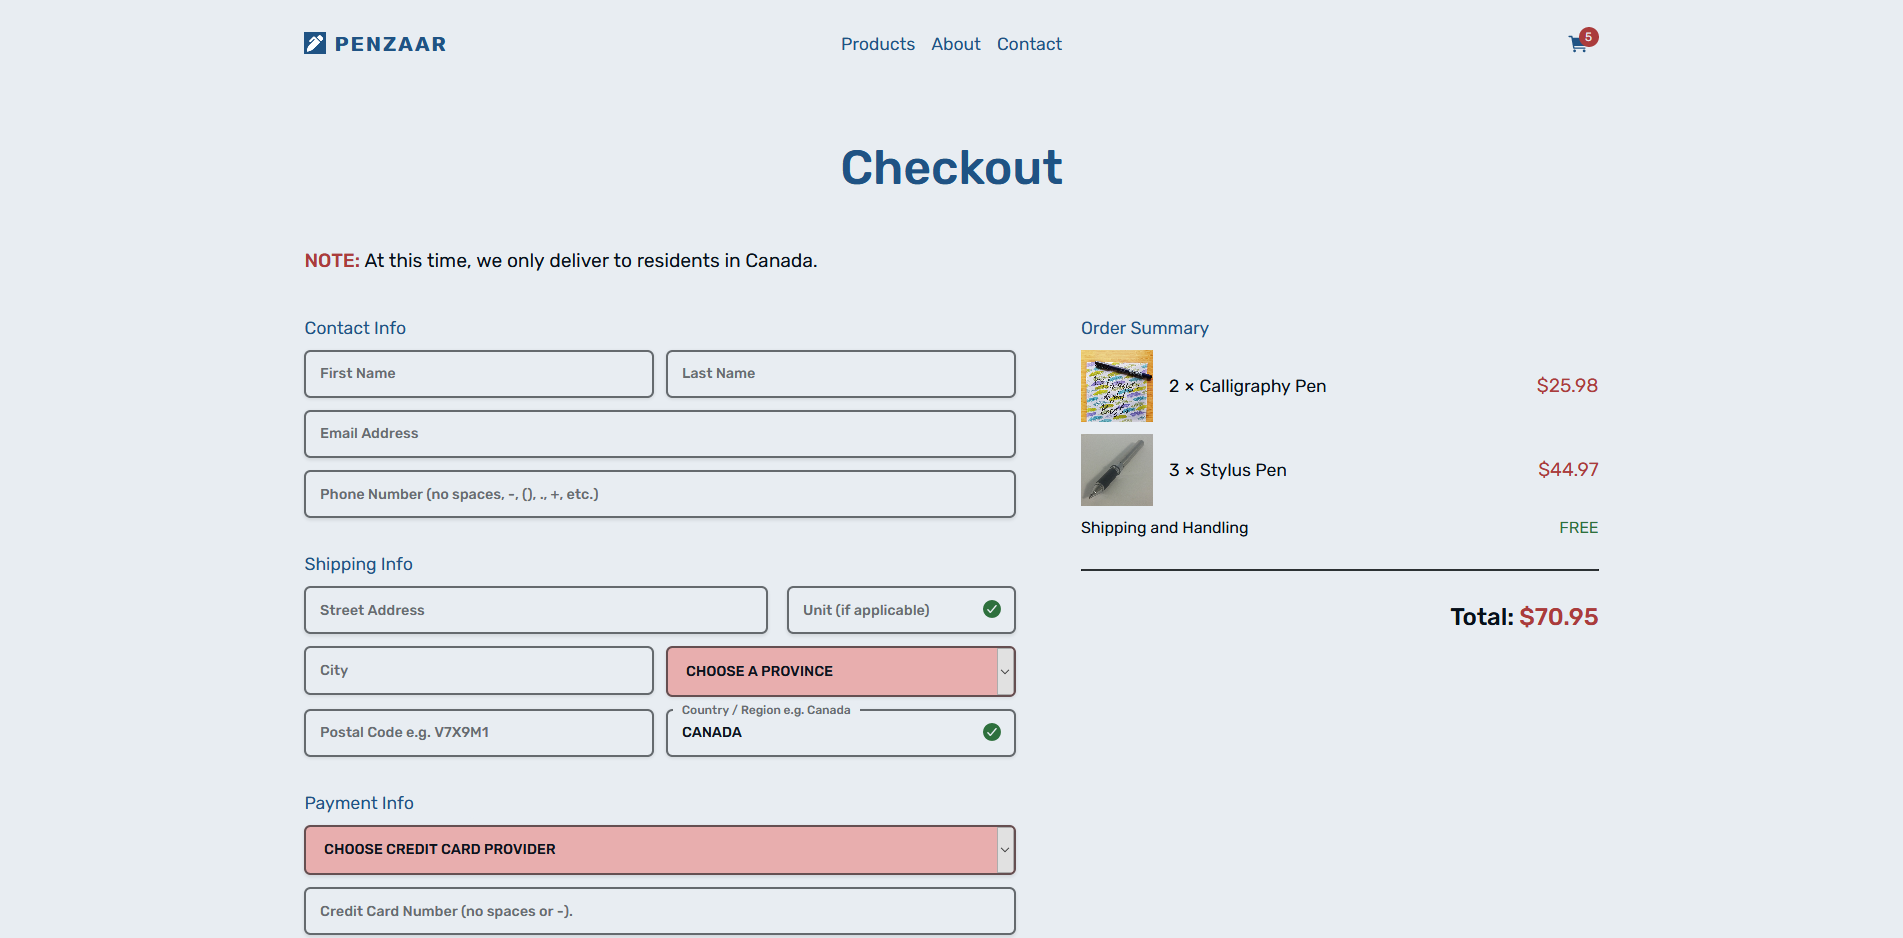 PENZAAR
Products About Contact
5
Checkout
NOTE: At this time, we only deliver to residents in Canada.
Contact Info
First Name
Last Name
Email Address
Phone Number (no spaces, -, (), ., +, etc.)
Shipping Info
Street Address
Unit (if applicable)
City
CHOOSE A PROVINCE
Postal Code e.g. V7X9M1
Country / Region e.g. Canada
CANADA
Payment Info
CHOOSE CREDIT CARD PROVIDER
Credit Card Number (no spaces or -).
Order Summary
2 × Calligraphy Pen $25.98
3 × Stylus Pen $44.97
Shipping and Handling FREE
Total: $70.95